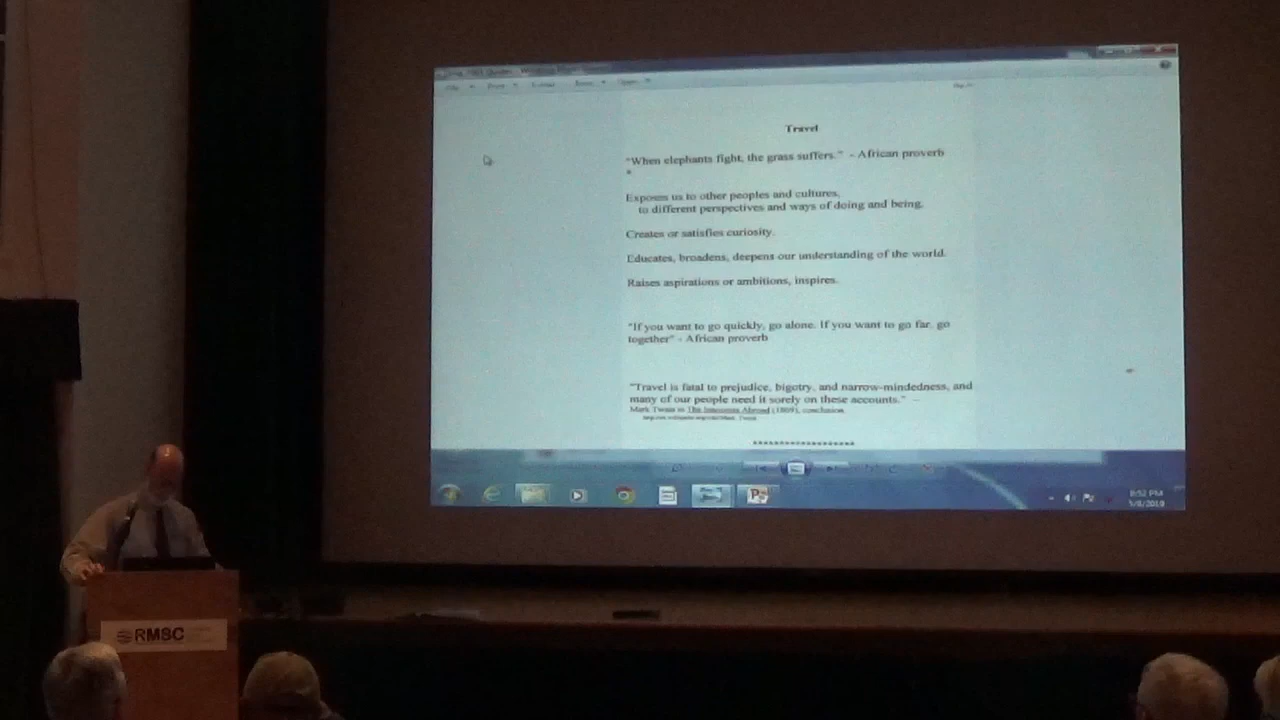 Travel
"When elephants fight, the grass suffers." - African proverb
*
Exposes us to other peoples and cultures,
to different perspectives and ways of doing and being.
Creates or satisfies curiosity.
Educates, broadens, deepens our understanding of the world.
Raises aspirations or ambitions, inspires.
"If you want to go quickly, go alone. If you want to go far, go
together" - African proverb
"Travel is fatal to prejudice, bigotry, and narrow-mindedness, and
many of our people need it sorely on these accounts." –
Mark Twain in The Innocents Abroad (1869), conclusion
********************
8:52 PM
RMSC